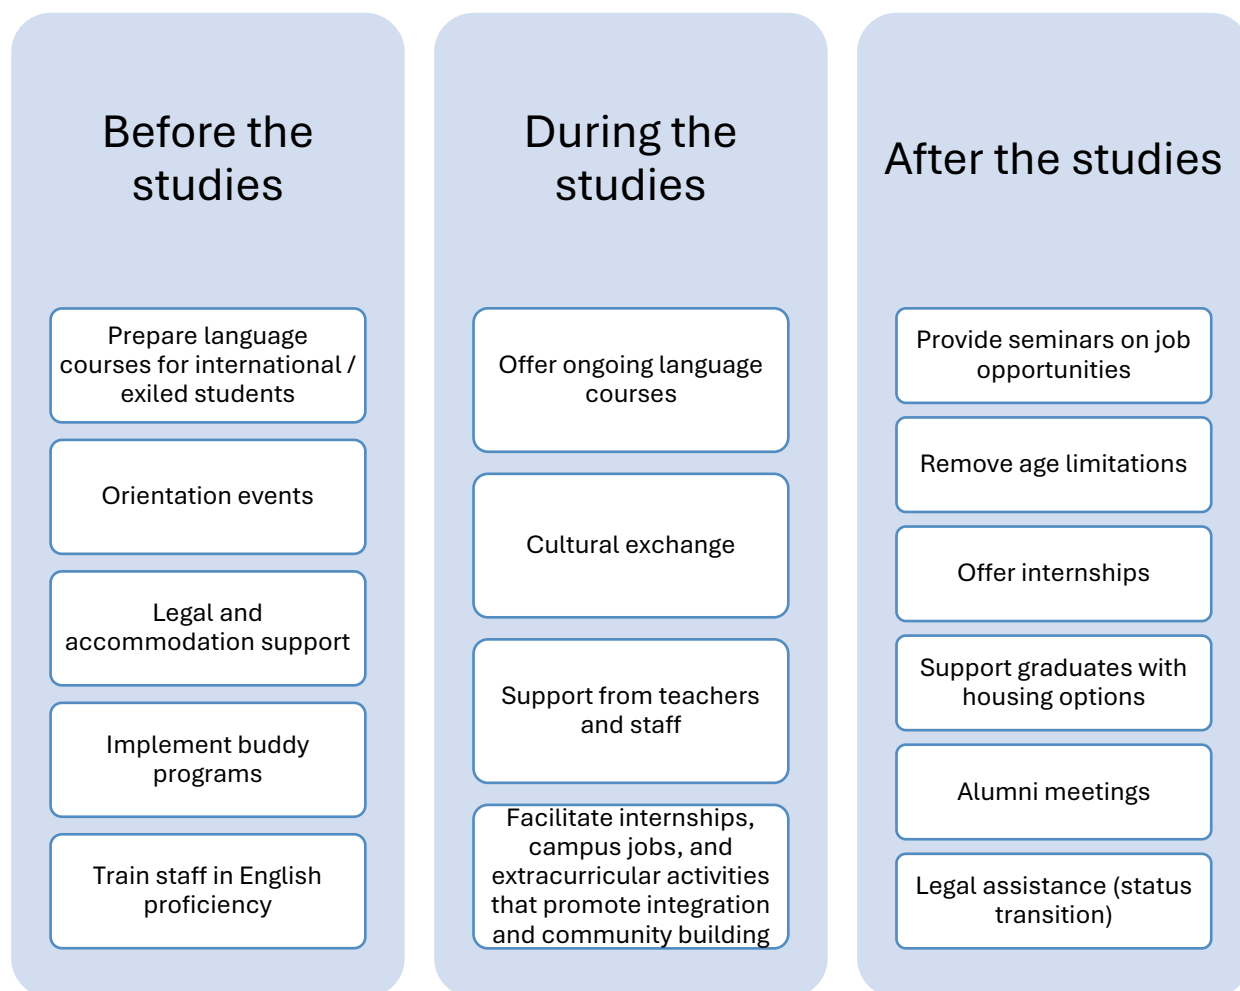 Before the
studies
Prepare language
courses for international /
exiled students
Orientation events
Legal and
accommodation support
Implement buddy
programs
Train staff in English
proficiency
During the
studies
Offer ongoing language
courses
Cultural exchange
Support from teachers
and staff
Facilitate internships,
campus jobs, and
extracurricular activities
that promote integration
and community building
After the studies
Provide seminars on job
opportunities
Remove age limitations
Offer internships
Support graduates with
housing options
Alumni meetings
Legal assistance (status
transition)